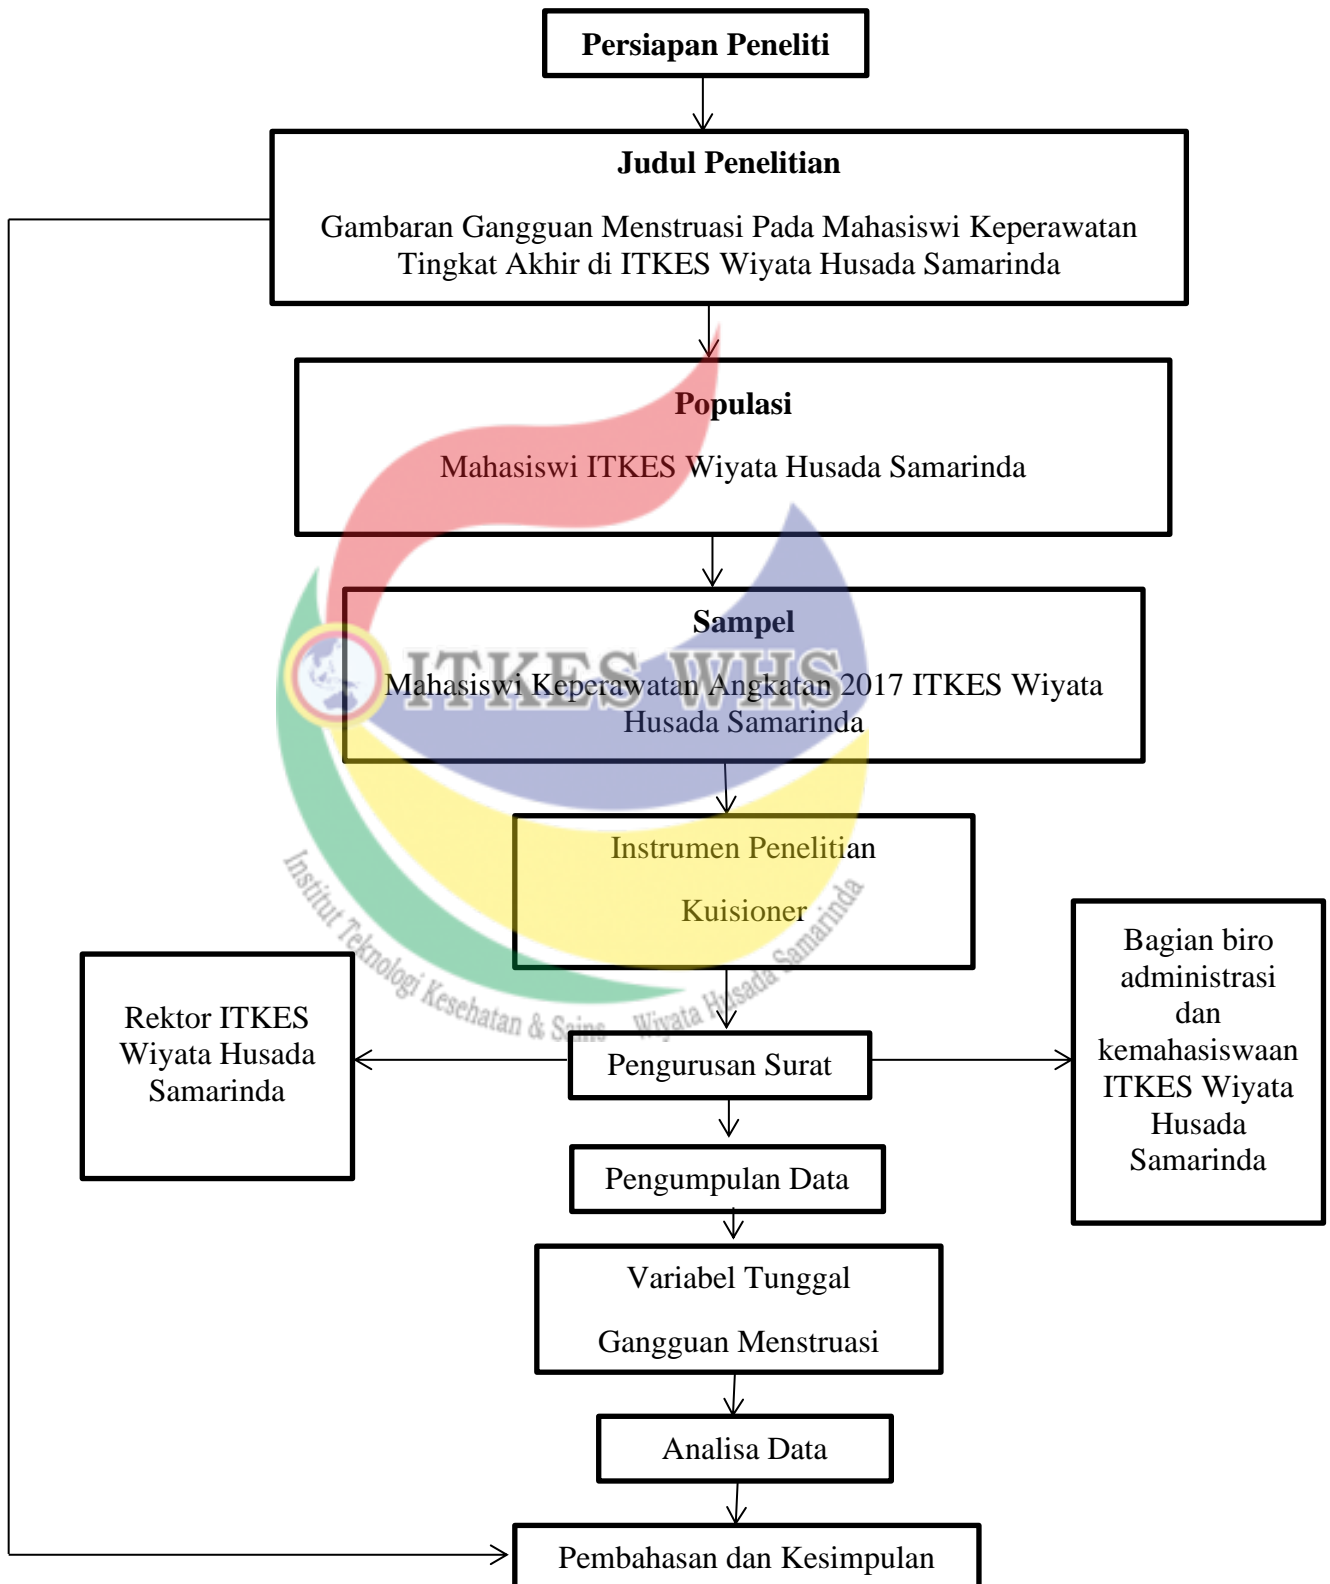 Persiapan Peneliti
Judul Penelitian
Gambaran Gangguan Menstruasi Pada Mahasiswi Keperawatan
Tingkat Akhir di ITKES Wiyata Husada Samarinda
Populasi
Mahasiswi ITKES Wiyata Husada Samarinda
Sampel
ITKES WHS
Mahasiswi Keperawatan Angkatan 2017 ITKES Wiyata
Husada Samarinda
Instrumen Penelitian
Kuisioner
Institut Teknologi Kesehatan & Sains Wiyata Husada Samarinda
Rektor ITKES
Wiyata Husada
Samarinda
Pengurusan Surat
Bagian biro
administrasi
dan
kemahasiswaan
ITKES Wiyata
Husada
Samarinda
Pengumpulan Data
Variabel Tunggal
Gangguan Menstruasi
Analisa Data
Pembahasan dan Kesimpulan